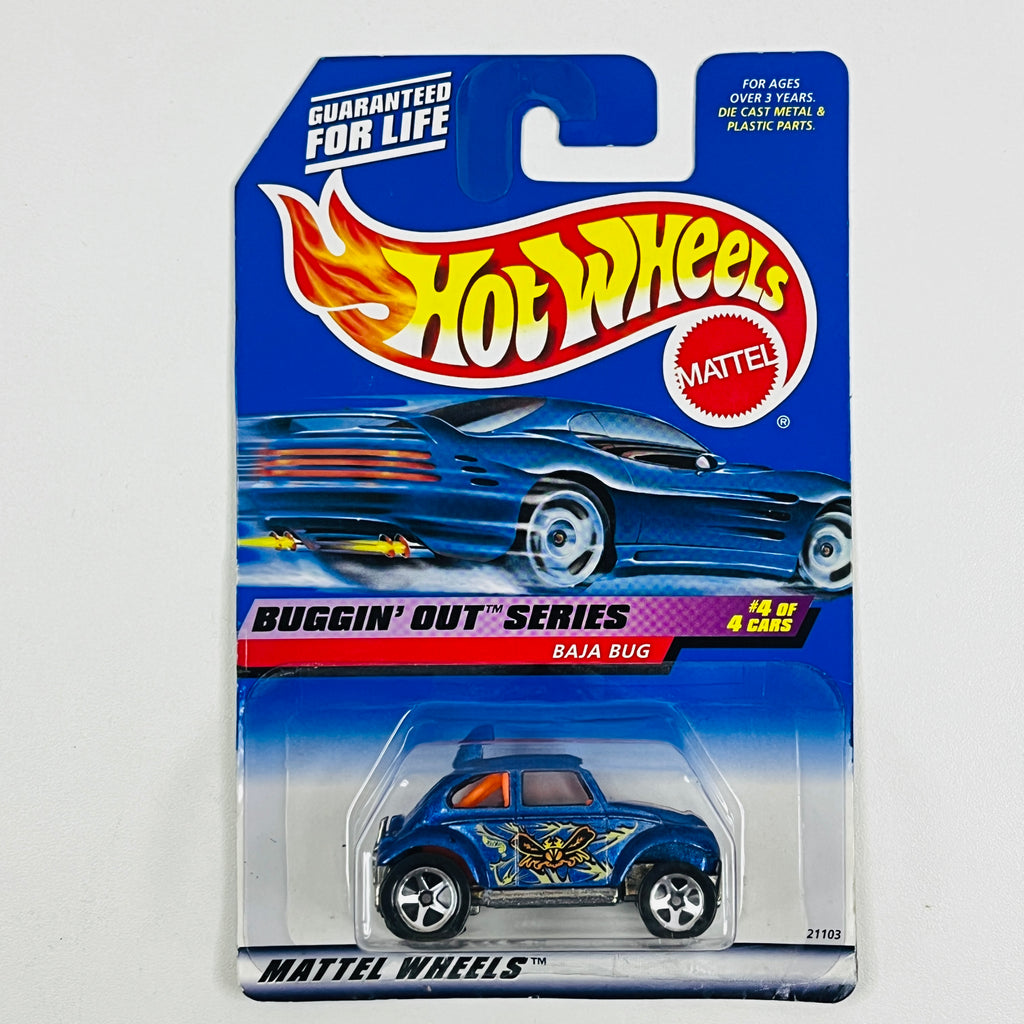 GUARANTEED
FOR LIFE
FOR AGES
OVER 3 YEARS.
DIE CAST METAL &
PLASTIC PARTS.
HOT WHEELS
MATTEL
®
BUGGIN' OUT™ SERIES
#4 OF
4 CARS
BAJA BUG
21103
MATTEL WHEELS™